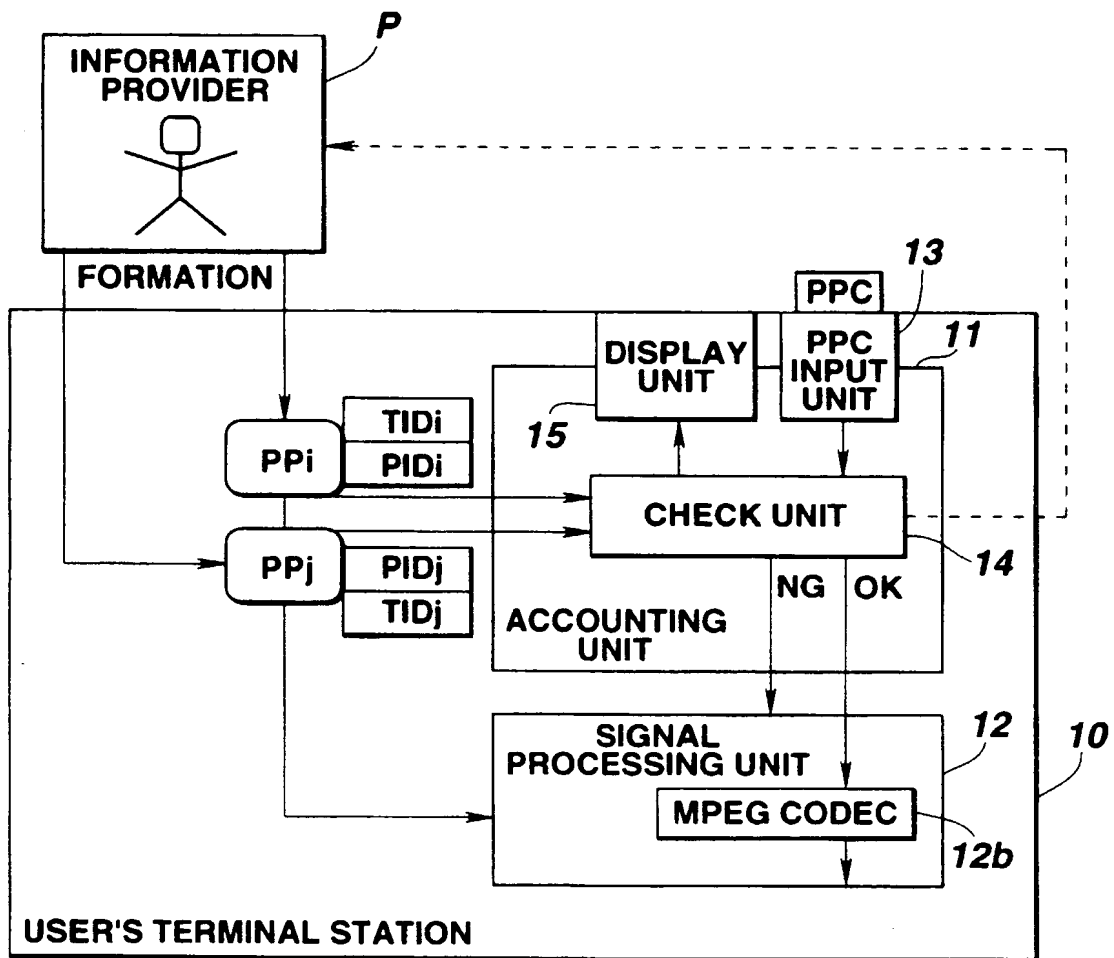 P
INFORMATION
PROVIDER
FORMATION
13
PPC
DISPLAY
UNIT
PPC
INPUT
UNIT
11
15
TIDi
PPi
PIDi
CHECK UNIT
14
PPj
PIDj
TIDj
NG
OK
ACCOUNTING
UNIT
SIGNAL
PROCESSING UNIT
12
10
MPEG CODEC
12b
USER'S TERMINAL STATION